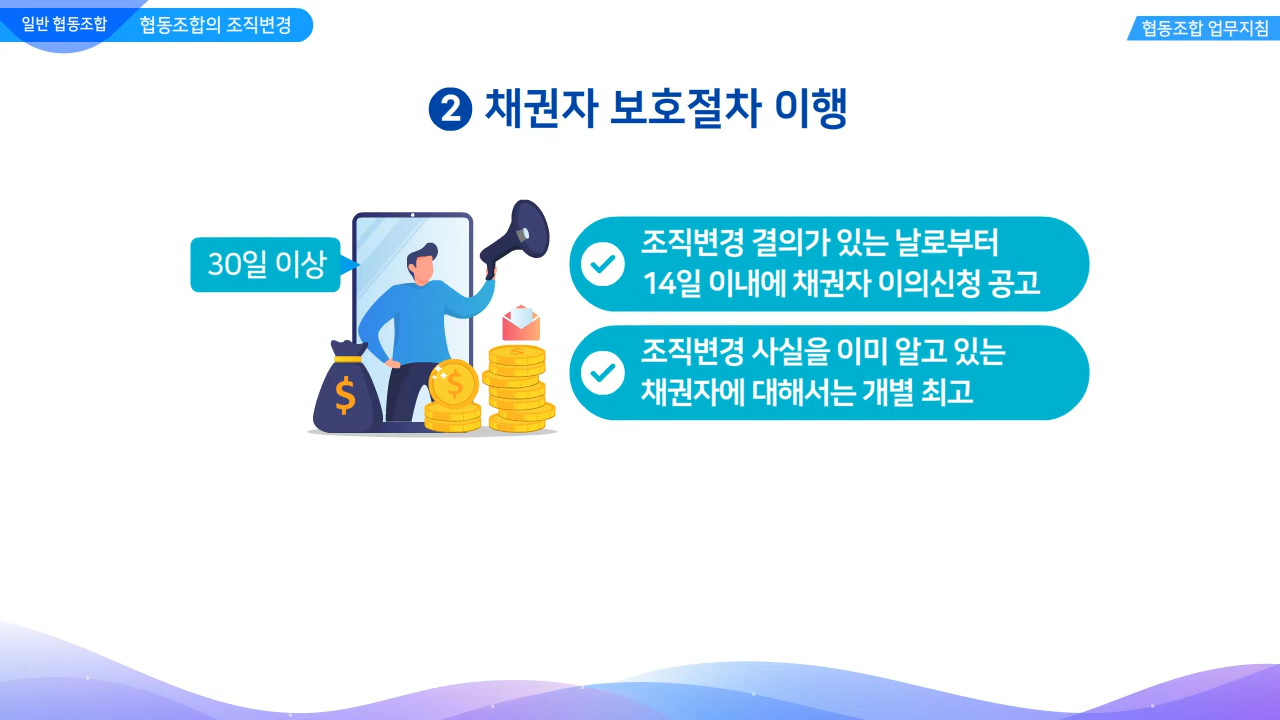 일반 협동조합
협동조합의 조직변경
협동조합 업무지침
2 채권자 보호절차 이행
30일 이상
조직변경 결의가 있는 날로부터
14일 이내에 채권자 이의신청 공고
조직변경 사실을 이미 알고 있는
채권자에 대해서는 개별 최고
$
$
$